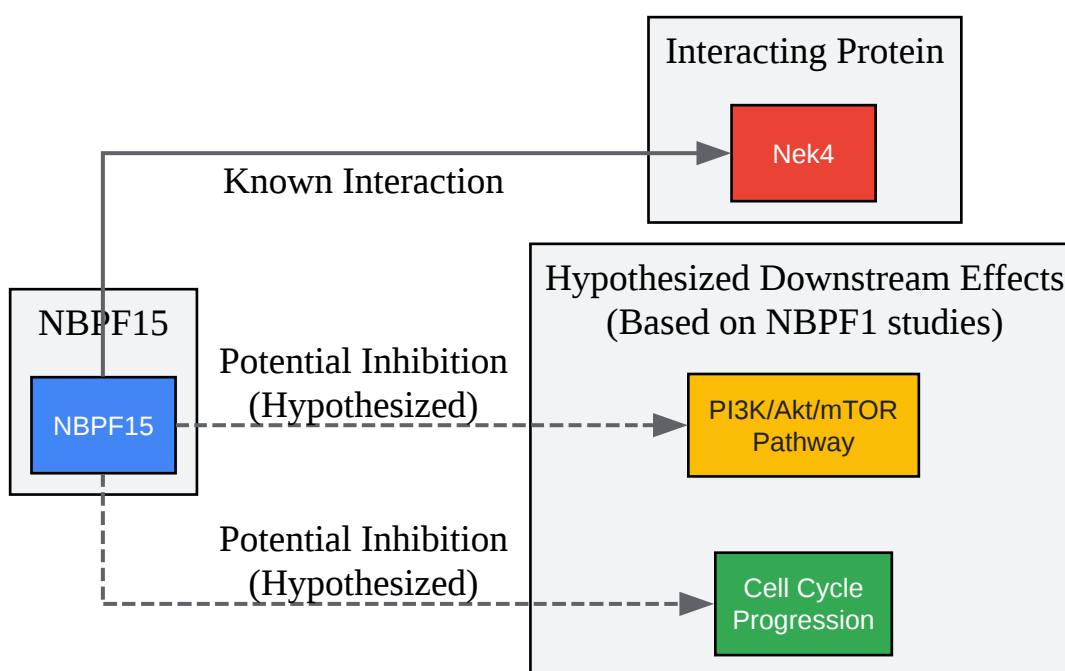 Interacting Protein
Nek4
Known Interaction
Hypothesized Downstream Effects
(Based on NBPF1 studies)
NBPF15
NBPF15
Potential Inhibition
(Hypothesized)
PI3K/Akt/mTOR
Pathway
Potential Inhibition
(Hypothesized)
Cell Cycle
Progression